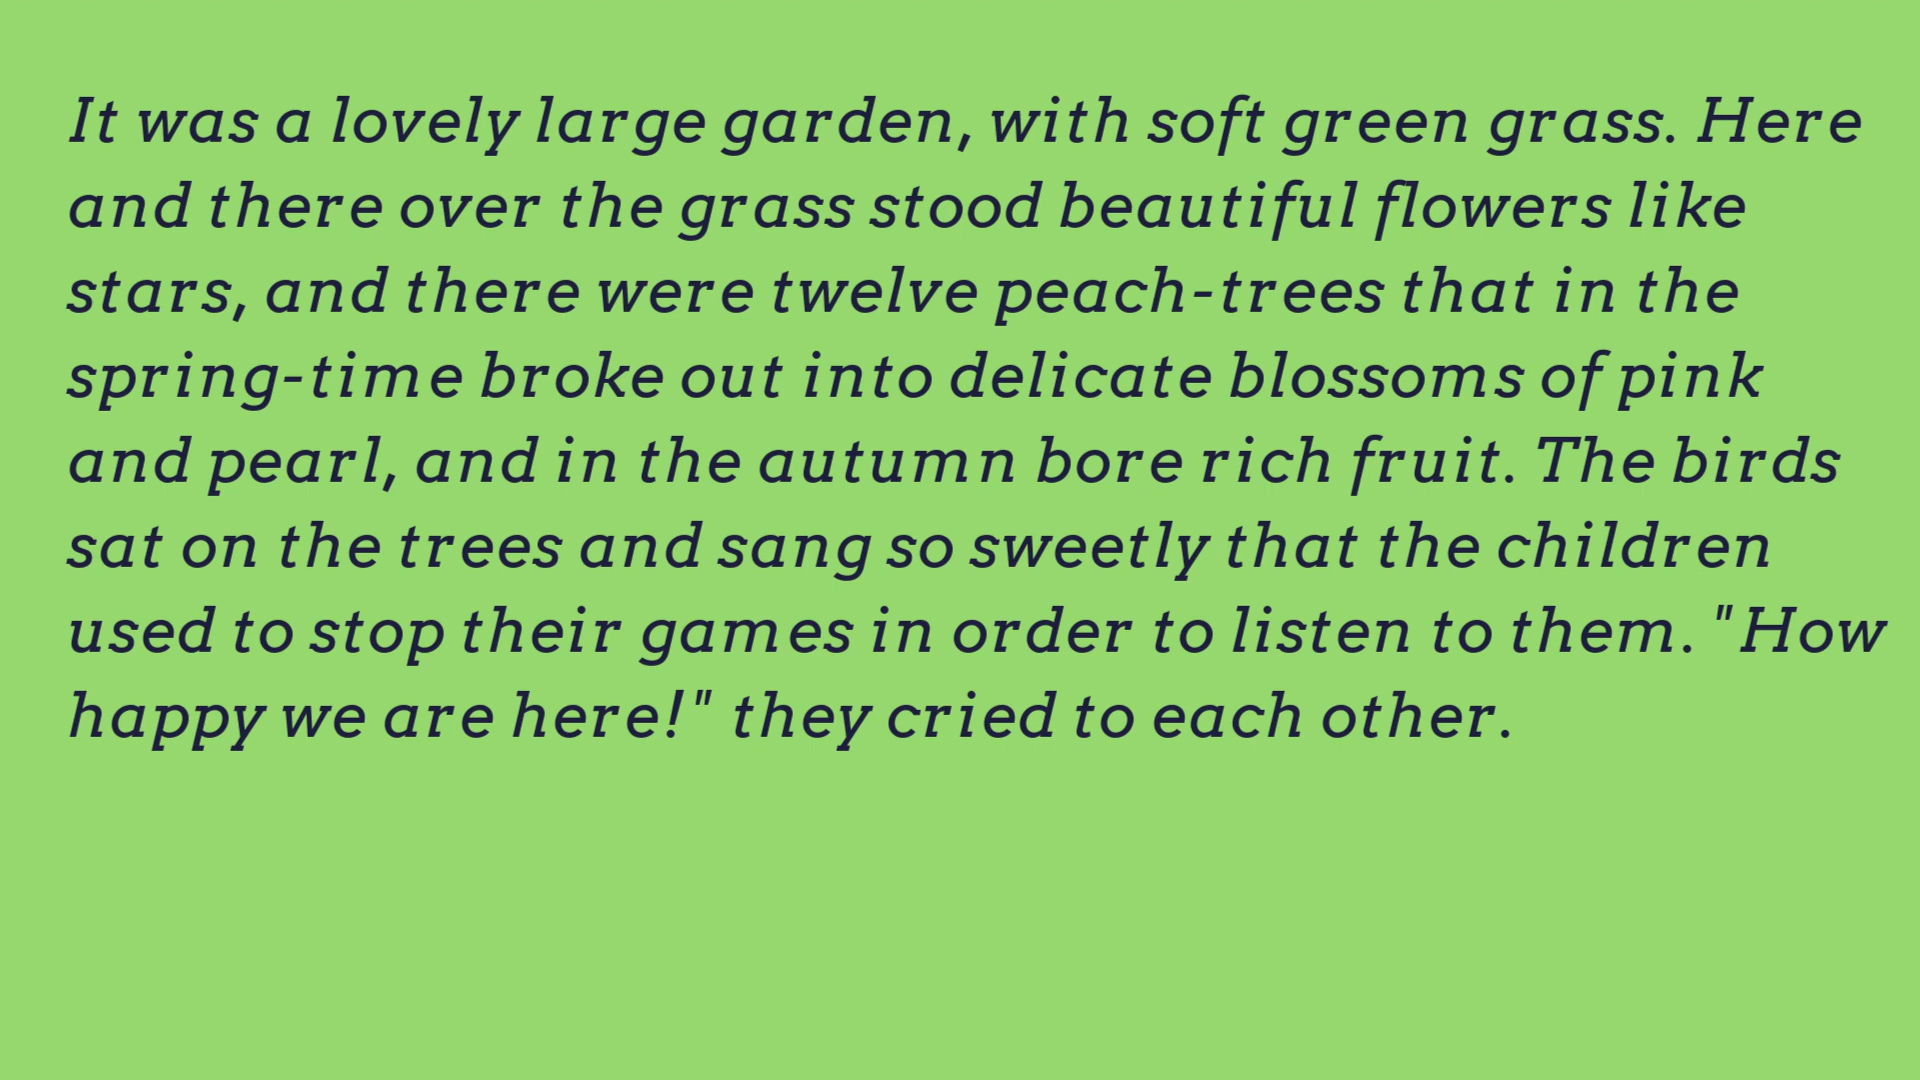 It was a lovely large garden, with soft green grass. Here
and there over the grass stood beautiful flowers like
stars, and there were twelve peach-trees that in the
spring-time broke out into delicate blossoms of pink
and pearl, and in the autumn bore rich fruit. The birds
sat on the trees and sang so sweetly that the children
used to stop their games in order to listen to them. "How
happy we are here!" they cried to each other.